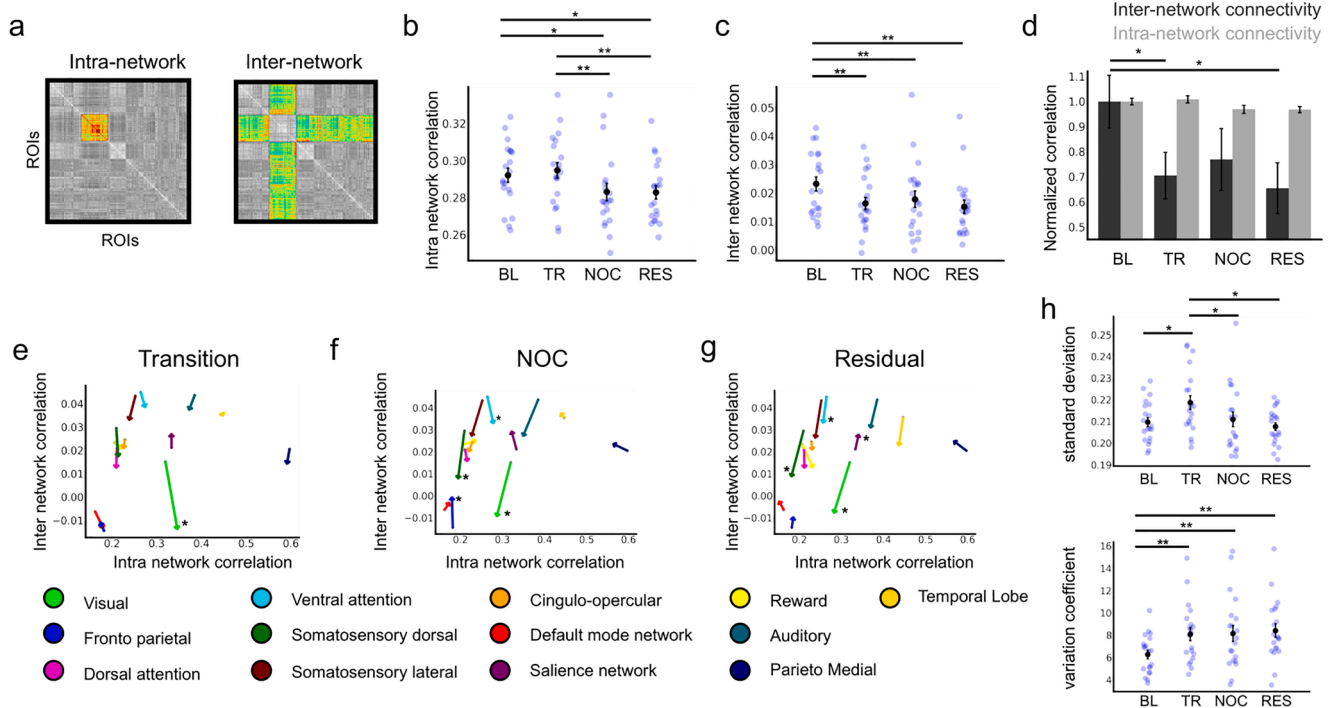 a
Intra-network
Inter-network
ROIs
ROIs
b
*
*
**
**
Intra network correlation
0.32
0.30
0.28
0.26
BL TR NOC RES
c
**
**
**
Inter network correlation
0.05
0.04
0.03
0.02
0.01
0.00
BL TR NOC RES
d
Inter-network connectivity
Intra-network connectivity
*
*
Normalized correlation
1.1
1.0
0.9
0.8
0.7
0.6
0.5
BL TR NOC RES
e
Transition
Inter network correlation
0.04
0.03
0.02
0.01
0.00
−0.01
*
0.2 0.3 0.4 0.5 0.6
Intra network correlation
f
NOC
Inter network correlation
0.04
0.03
0.02
0.01
0.00
−0.01
*
*
*
*
0.2 0.3 0.4 0.5 0.6
Intra network correlation
g
Residual
Inter network correlation
0.04
0.03
0.02
0.01
0.00
−0.01
*
*
*
*
0.2 0.3 0.4 0.5 0.6
Intra network correlation
Visual
Fronto parietal
Dorsal attention
Ventral attention
Somatosensory dorsal
Somatosensory lateral
Cingulo-opercular
Default mode network
Salience network
Reward
Auditory
Parieto Medial
Temporal Lobe
h
*
*
*
standard deviation
0.25
0.23
0.22
0.21
0.20
0.19
BL TR NOC RES
**
**
**
variation coefficient
16
14
12
10
8
6
4
BL TR NOC RES